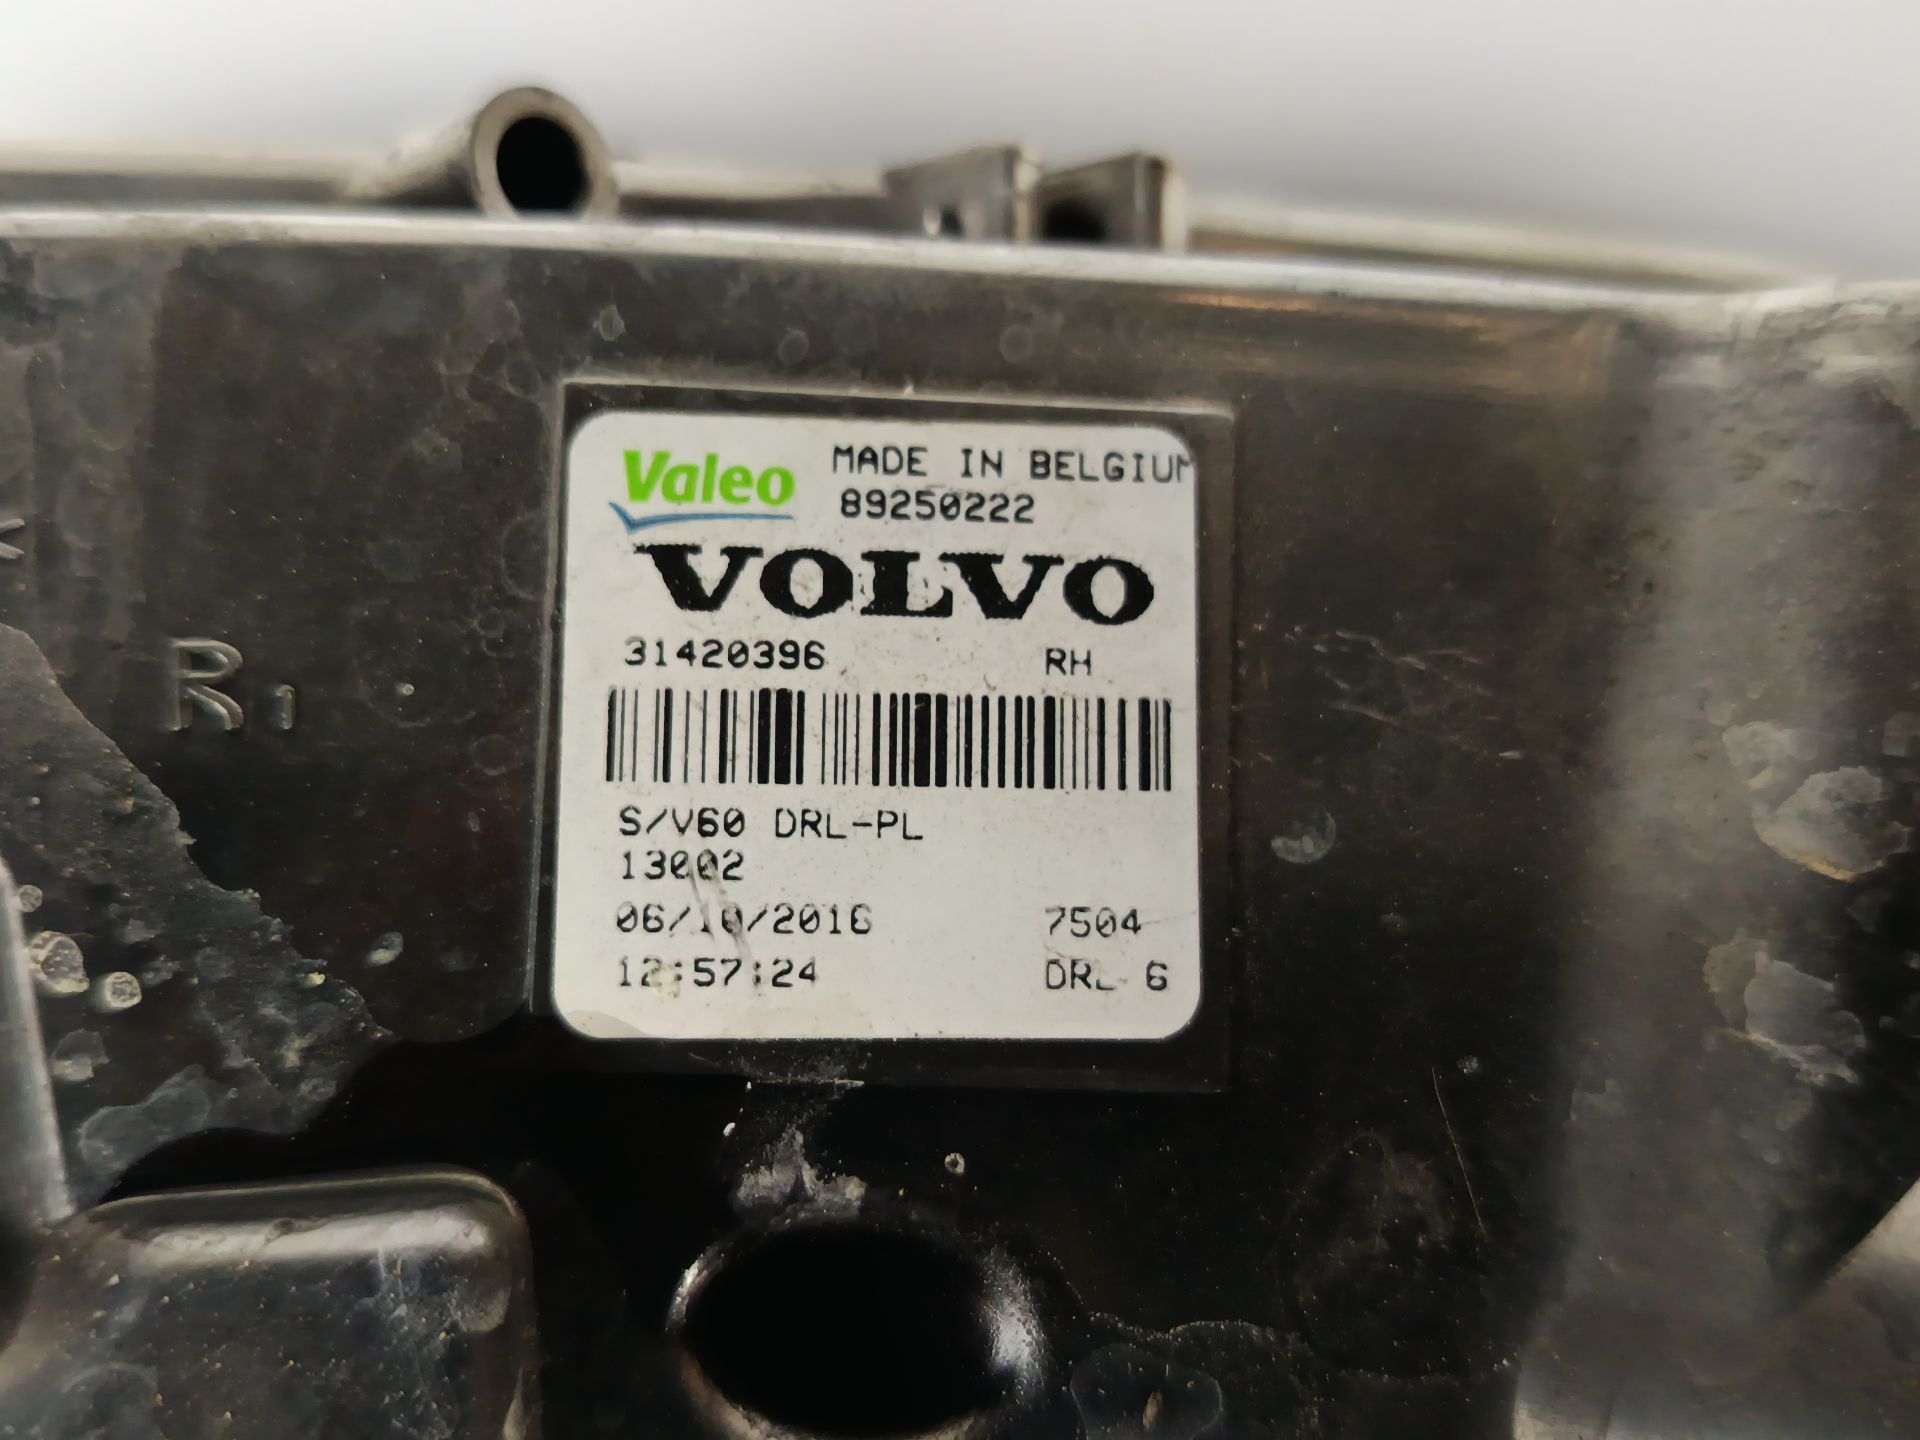 Valeo MADE IN BELGIUM
89250222
VOLVO
31420396 RH
R1
S/V60 DRL-PL
13002
06/10/2016 7504
12:57:24 DRL 6